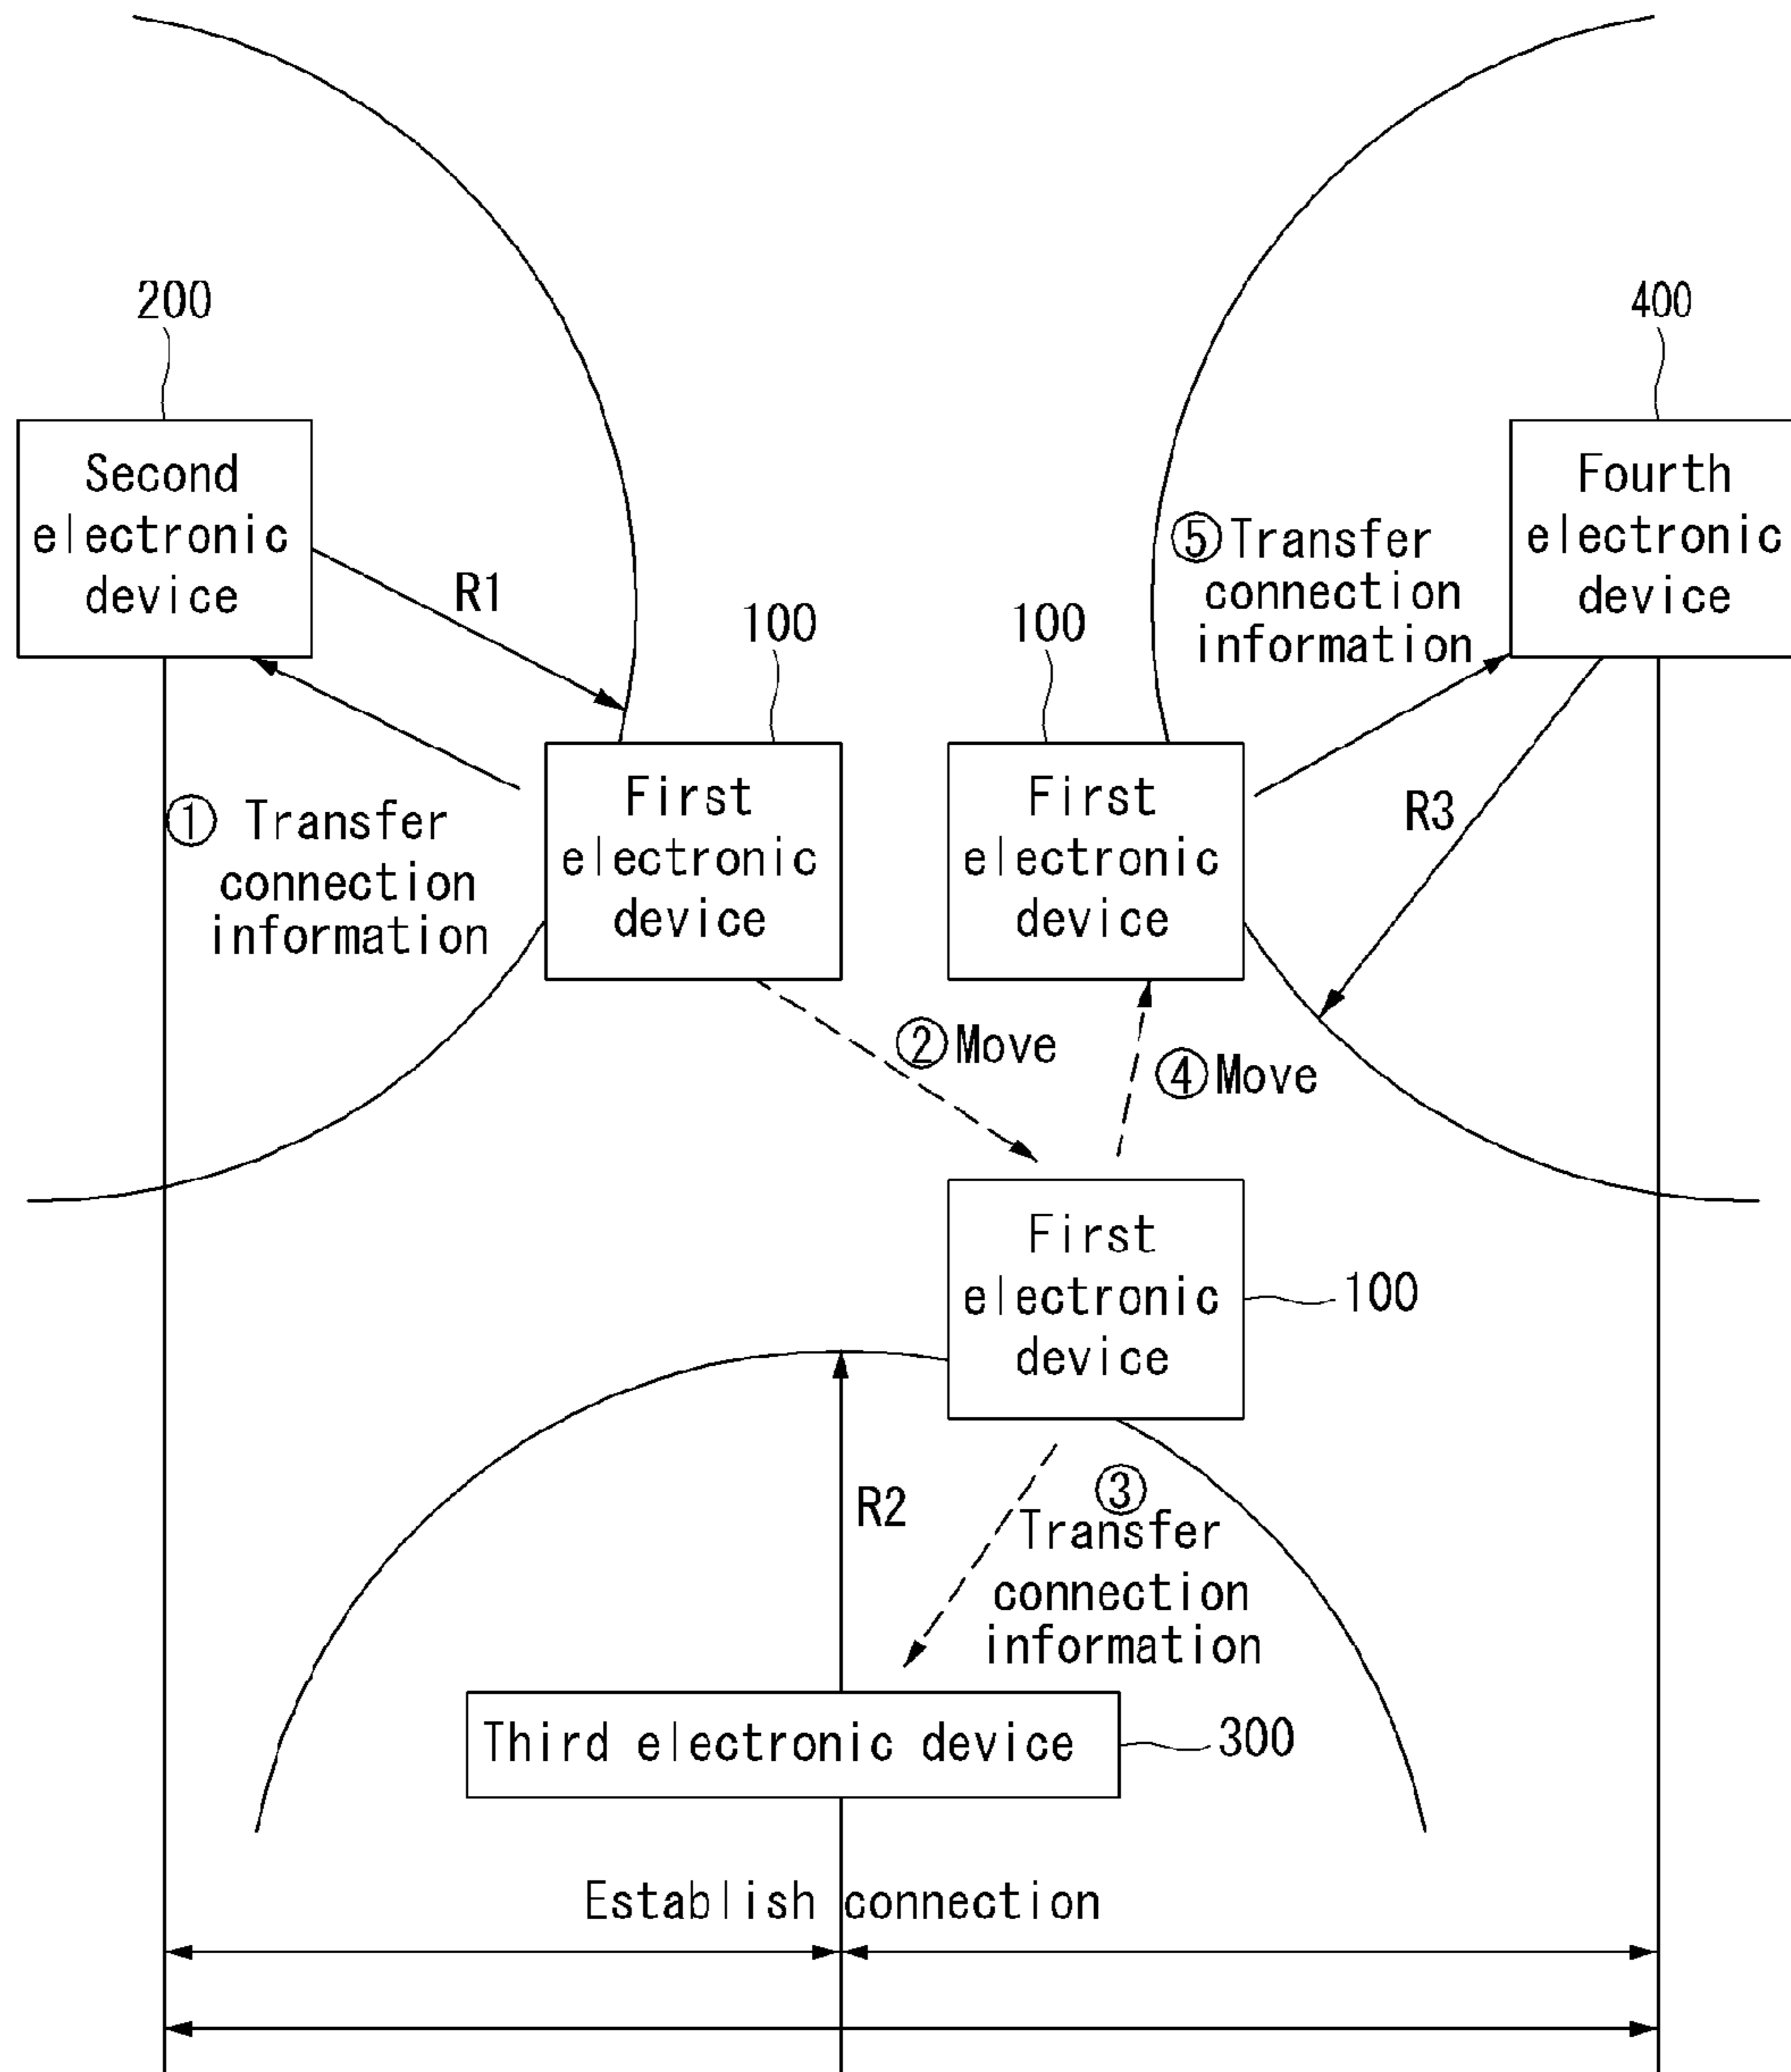 200
400
Second
electronic
device
Fourth
electronic
device
R1
⑤Transfer
connection
information
100
100
First
electronic
device
First
electronic
device
R3
① Transfer
connection
information
②Move
④Move
First
electronic
device
100
R2
③
Transfer
connection
information
Third electronic device
300
Establish connection